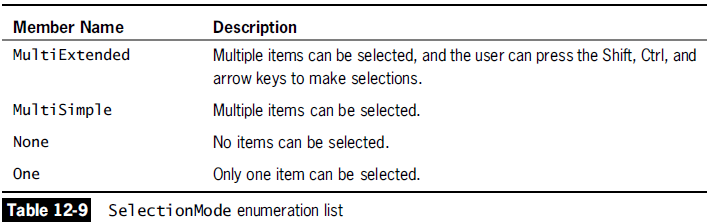 Member Name Description
MultiExtended Multiple items can be selected, and the user can press the Shift, Ctrl, and
arrow keys to make selections.
MultiSimple Multiple items can be selected.
None No items can be selected.
One Only one item can be selected.
Table 12-9 SelectionMode enumeration list